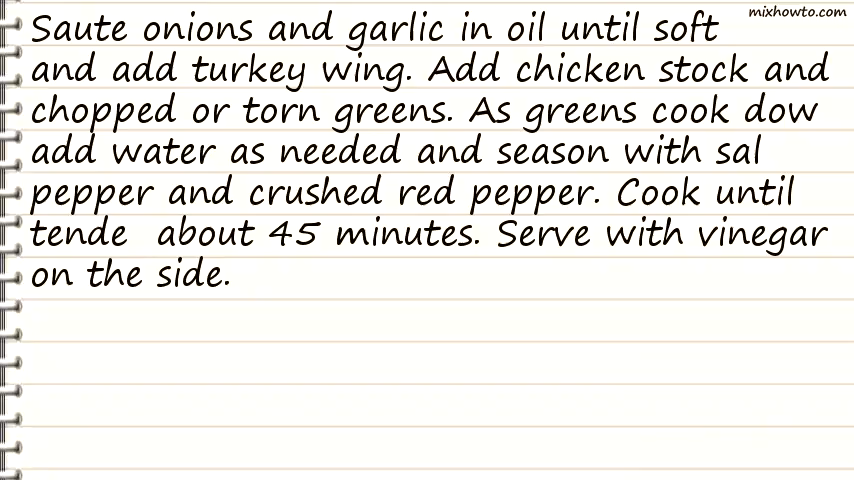 mixhowto.com
Saute onions and garlic in oil until soft
and add turkey wing. Add chicken stock and
chopped or torn greens. As greens cook dow
add water as needed and season with sal
pepper and crushed red pepper. Cook until
tende about 45 minutes. Serve with vinegar
on the side.